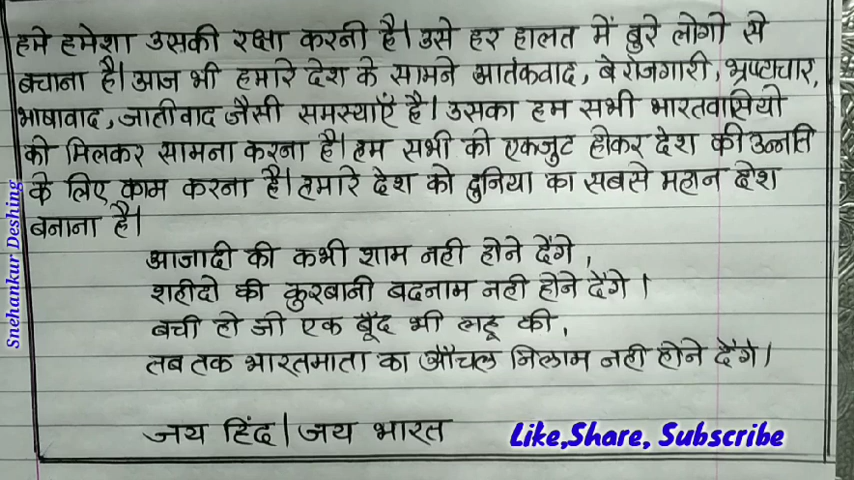 हमे हमेशा उसकी रक्षा करनी है। उसे हर हालत में बुरे लोगो से
बचाना है। आज भी हमारे देश के सामने आतंकवाद, बेरोजगारी, भ्रष्टाचार,
भाषावाद, जातीवाद जैसी समस्याएँ है। उसका हम सभी भारतवासियो
को मिलकर सामना करना है। हम सभी को एकजुट होकर देश की उन्नति
के लिए काम करना है। हमारे देश को दुनिया का सबसे महान देश
बनाना है।
आजादी की कभी शाम नही होने देंगे,
शहीदो की कुरबानी बदनाम नही होने देंगे।
बची हो जो एक बूँद भी लहू की,
तब तक भारतमाता का आँचल निलाम नही होने देंगे।
जय हिंद। जय भारत
Like,Share, Subscribe
Snehankur Deshing